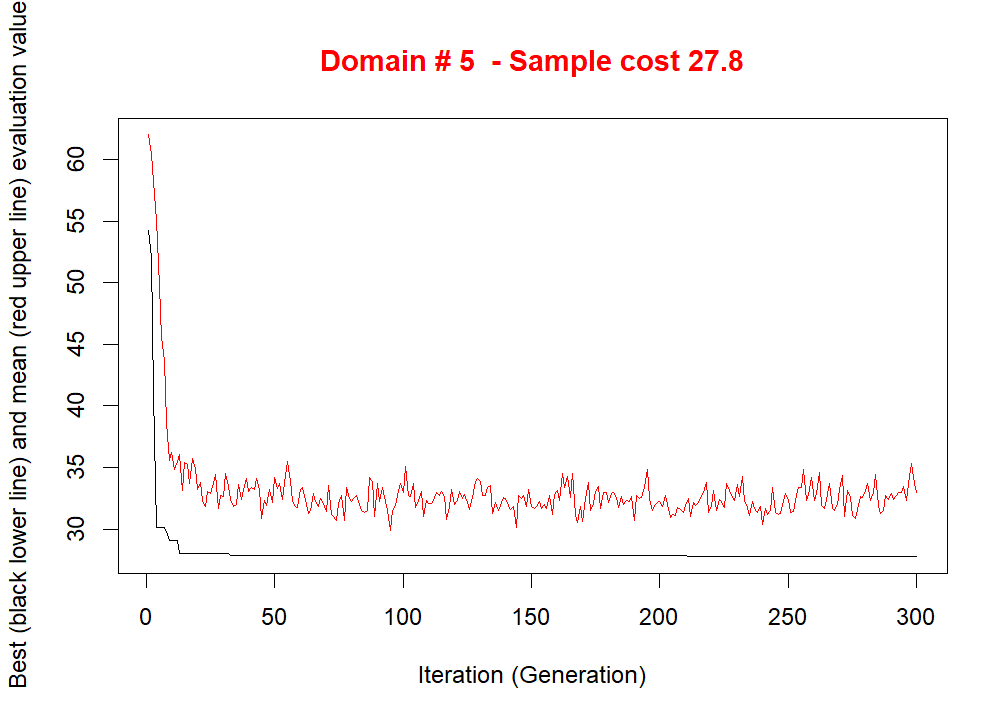 Domain # 5  - Sample cost 27.8
Best (black lower line) and mean (red upper line) evaluation value
60
55
50
45
40
35
30
0 50 100 150 200 250 300
Iteration (Generation)